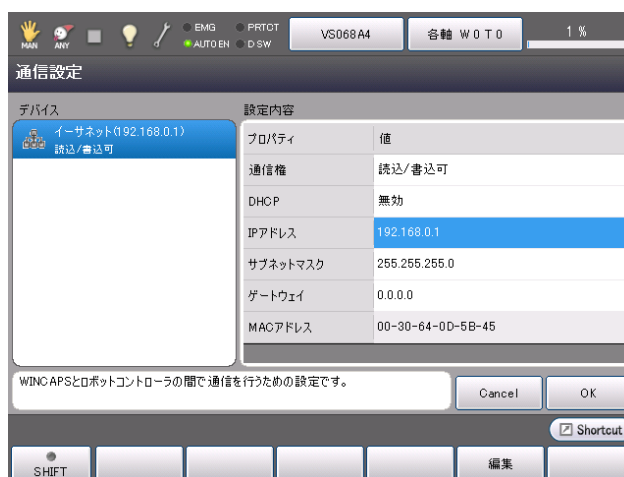 MAN
ANY
EMG
AUTO EN
PRTCT
D SW
VS068A4
各軸 W 0 T 0
1 %
通信設定
デバイス
設定内容
イーサネット(192.168.0.1)
読込/書込可
プロパティ 値
通信権 読込/書込可
DHCP 無効
IPアドレス 192.168.0.1
サブネットマスク 255.255.255.0
ゲートウェイ 0.0.0.0
MACアドレス 00-30-64-0D-5B-45
WINCAPSとロボットコントローラの間で通信を行うための設定です。
Cancel
OK
Shortcut
SHIFT
編集